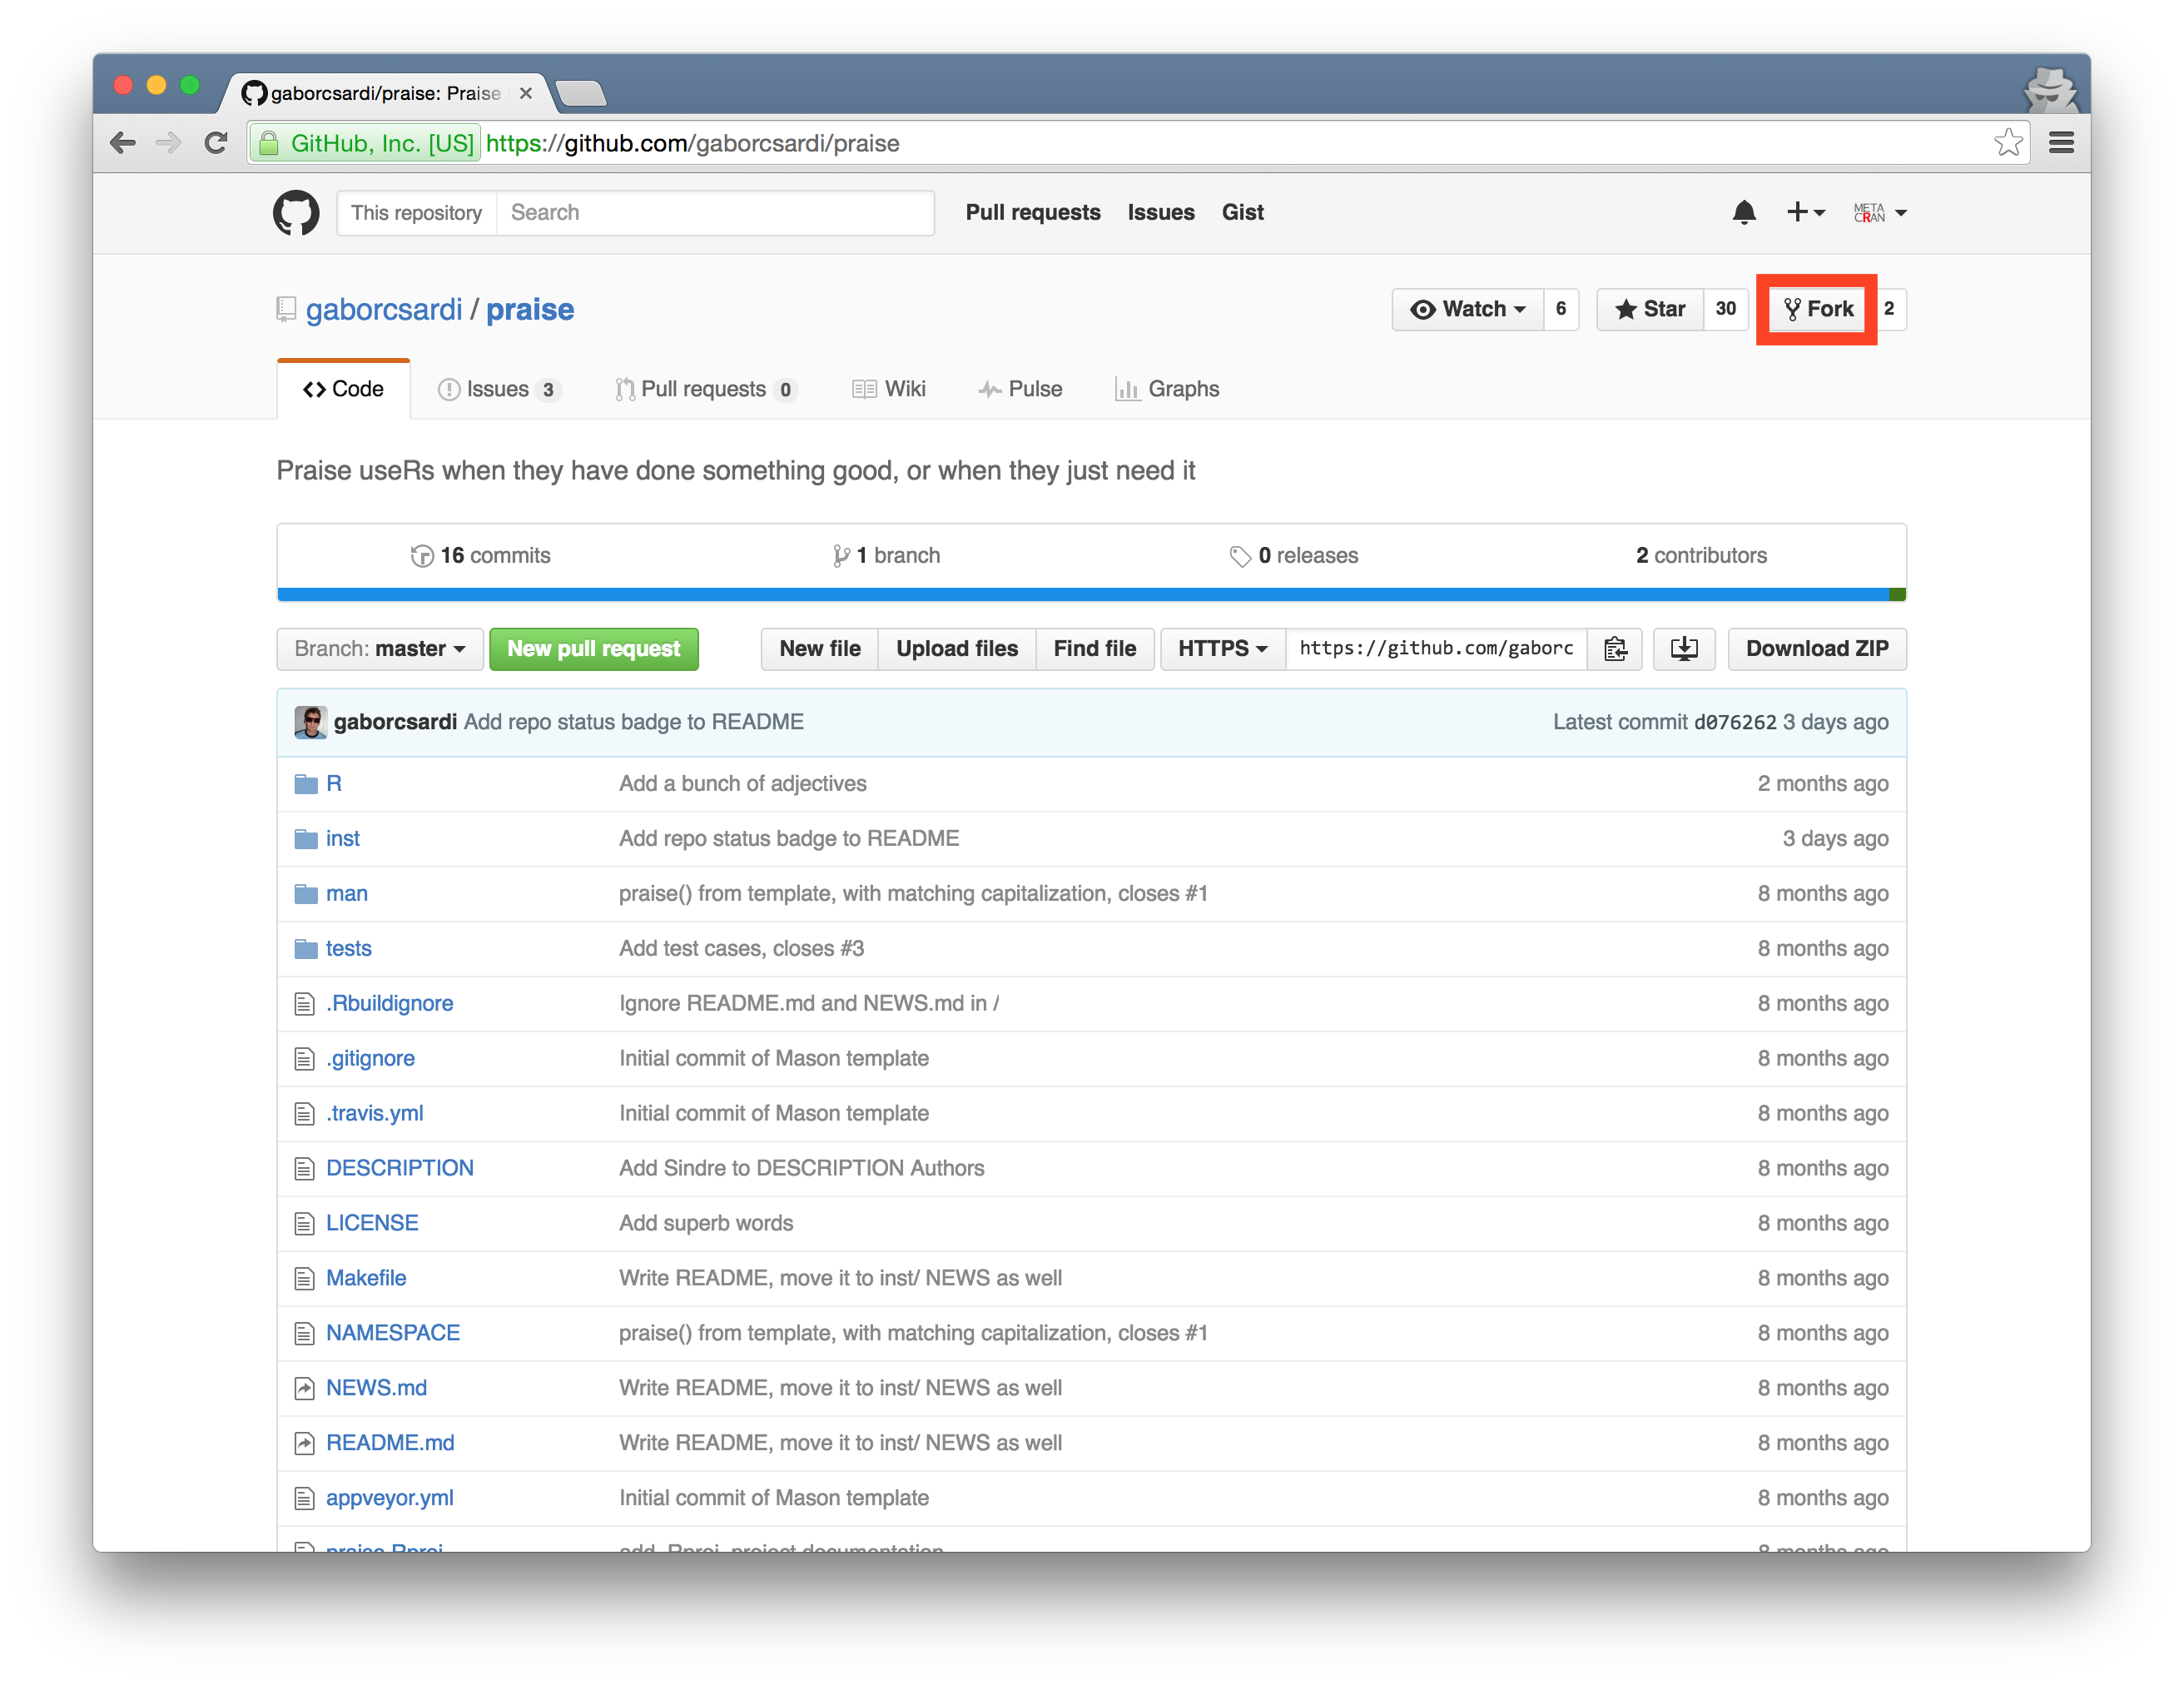 gaborcsardi/praise: Praise
GitHub, Inc. [US] https://github.com/gaborcsardi/praise
This repository Search Pull requests Issues Gist META CRAN
gaborcsardi / praise Watch 6 Star 30 Fork 2
Code Issues 3 Pull requests 0 Wiki Pulse Graphs
Praise useRs when they have done something good, or when they just need it
16 commits 1 branch 0 releases 2 contributors
Branch: master New pull request New file Upload files Find file HTTPS https://github.com/gaborc Download ZIP
gaborcsardi Add repo status badge to README Latest commit d076262 3 days ago
R Add a bunch of adjectives 2 months ago
inst Add repo status badge to README 3 days ago
man praise() from template, with matching capitalization, closes #1 8 months ago
tests Add test cases, closes #3 8 months ago
.Rbuildignore Ignore README.md and NEWS.md in / 8 months ago
.gitignore Initial commit of Mason template 8 months ago
.travis.yml Initial commit of Mason template 8 months ago
DESCRIPTION Add Sindre to DESCRIPTION Authors 8 months ago
LICENSE Add superb words 8 months ago
Makefile Write README, move it to inst/ NEWS as well 8 months ago
NAMESPACE praise() from template, with matching capitalization, closes #1 8 months ago
NEWS.md Write README, move it to inst/ NEWS as well 8 months ago
README.md Write README, move it to inst/ NEWS as well 8 months ago
appveyor.yml Initial commit of Mason template 8 months ago
praise.Rproj add .Rproj, project documentation 8 months ago